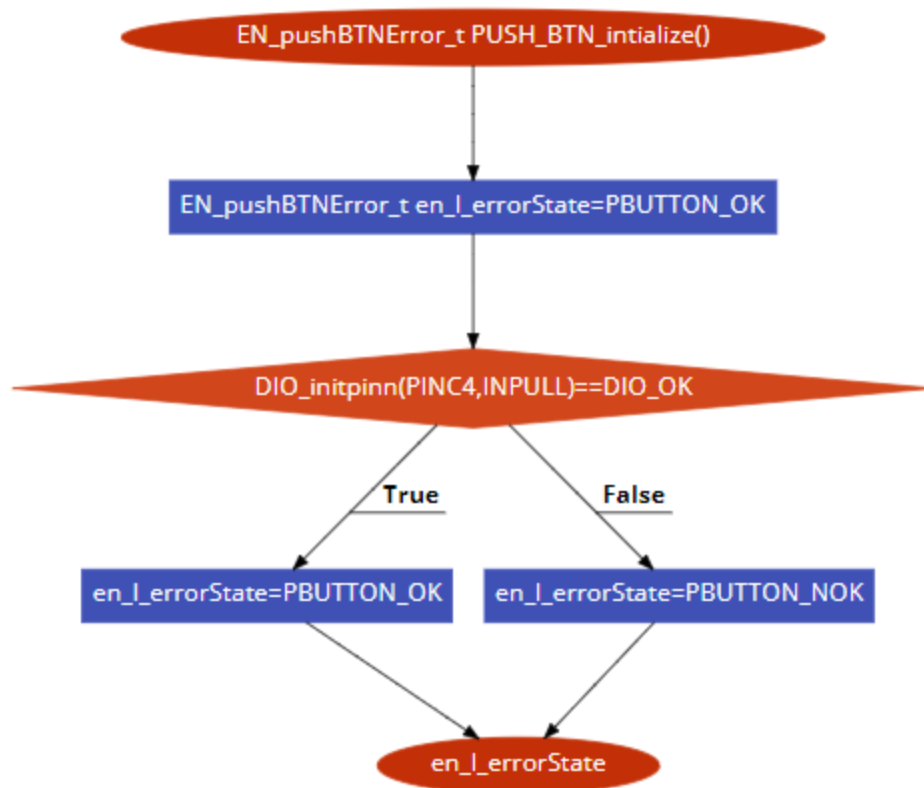 EN_pushBTNError_t PUSH_BTN_intialize()
EN_pushBTNError_t en_l_errorState=PBUTTON_OK
DIO_initpinn(PINC4,INPULL)==DIO_OK
True
False
en_l_errorState=PBUTTON_OK
en_l_errorState=PBUTTON_NOK
en_l_errorState